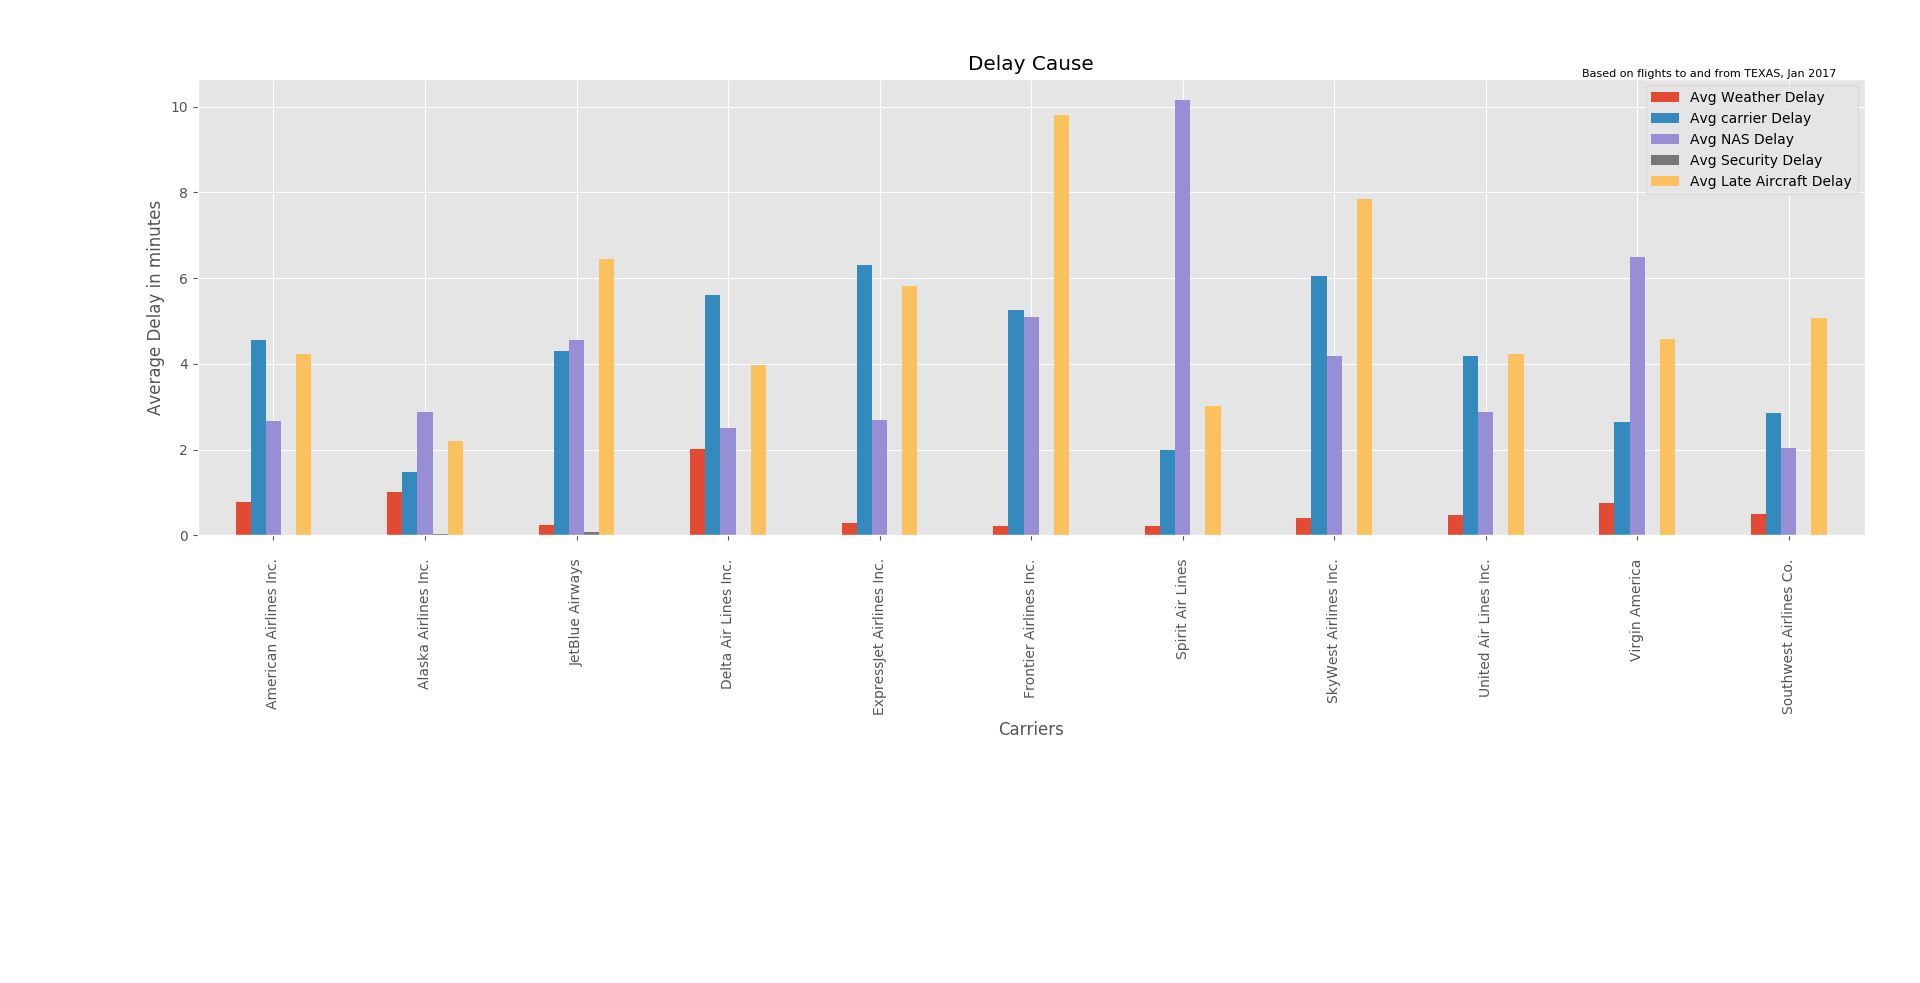 Delay Cause
Based on flights to and from TEXAS, Jan 2017
Avg Weather Delay
Avg carrier Delay
Avg NAS Delay
Avg Security Delay
Avg Late Aircraft Delay
Average Delay in minutes
10
8
6
4
2
0
American Airlines Inc.
Alaska Airlines Inc.
JetBlue Airways
Delta Air Lines Inc.
ExpressJet Airlines Inc.
Frontier Airlines Inc.
Spirit Air Lines
SkyWest Airlines Inc.
United Air Lines Inc.
Virgin America
Southwest Airlines Co.
Carriers